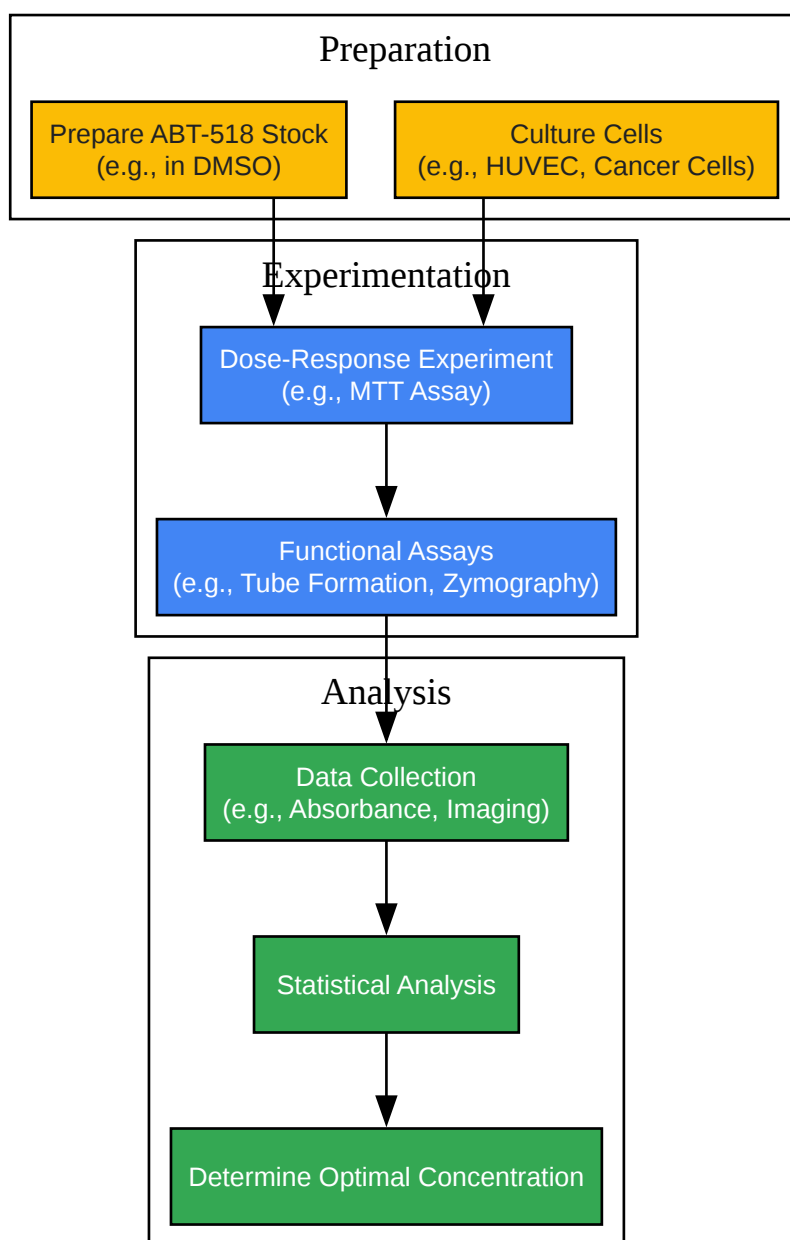 Preparation
Prepare ABT-518 Stock
(e.g., in DMSO)
Culture Cells
(e.g., HUVEC, Cancer Cells)
Experimentation
Dose-Response Experiment
(e.g., MTT Assay)
Functional Assays
(e.g., Tube Formation, Zymography)
Analysis
Data Collection
(e.g., Absorbance, Imaging)
Statistical Analysis
Determine Optimal Concentration